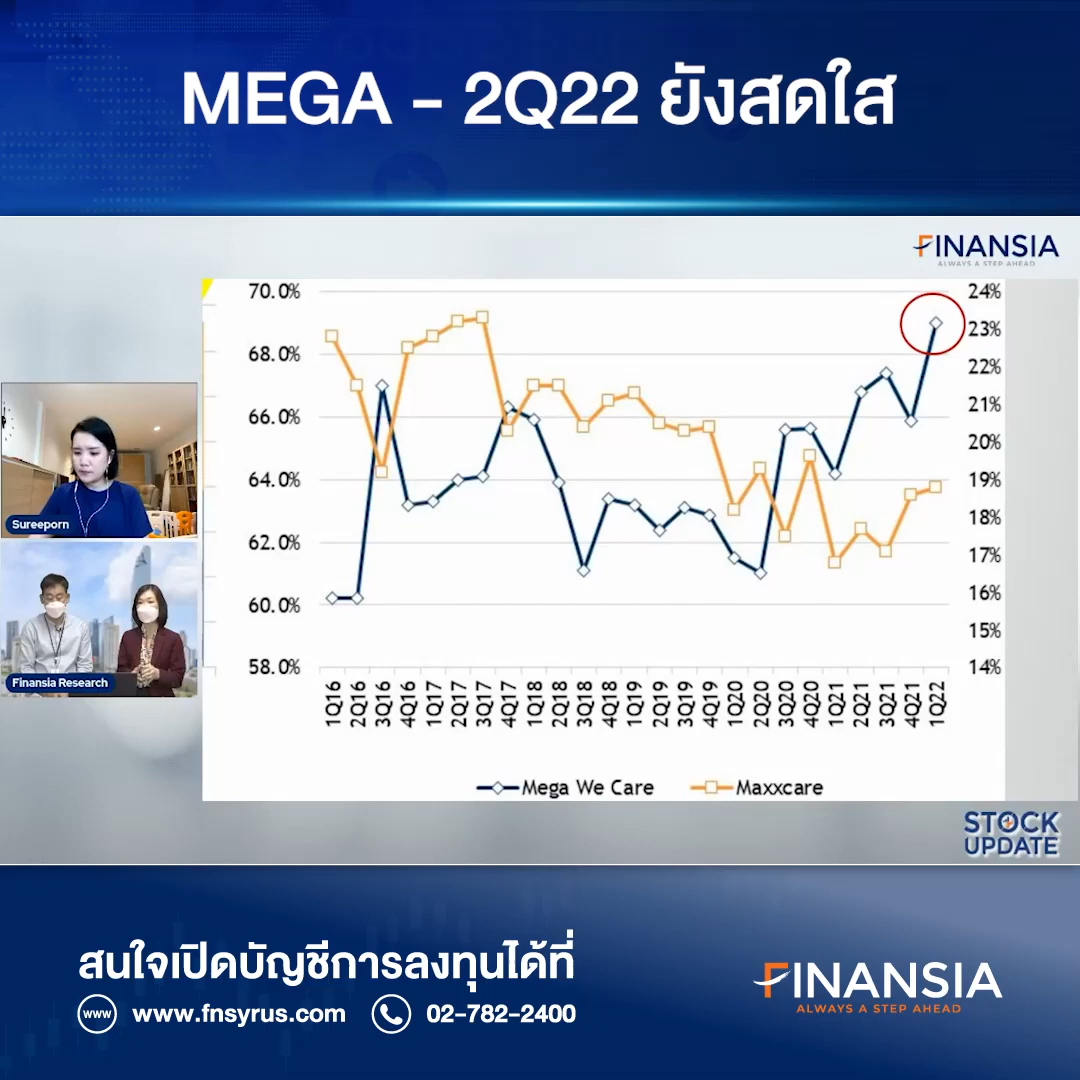 MEGA - 2Q22 ยังสดใส
FINANSIA
ALWAYS A STEP AHEAD
70.0%
68.0%
66.0%
64.0%
62.0%
60.0%
58.0%
24%
23%
22%
21%
20%
19%
18%
17%
16%
15%
14%
1Q16
2Q16
3Q16
4Q16
1Q17
2Q17
3Q17
4Q17
1Q18
2Q18
3Q18
4Q18
1Q19
2Q19
3Q19
4Q19
1Q20
2Q20
3Q20
4Q20
1Q21
2Q21
3Q21
4Q21
1Q22
Mega We Care
Maxxcare
Sureeporn
Finansia Research
STOCK
UPDATE
สนใจเปิดบัญชีการลงทุนได้ที่
www www.fnsyrus.com 02-782-2400
FINANSIA
ALWAYS A STEP AHEAD